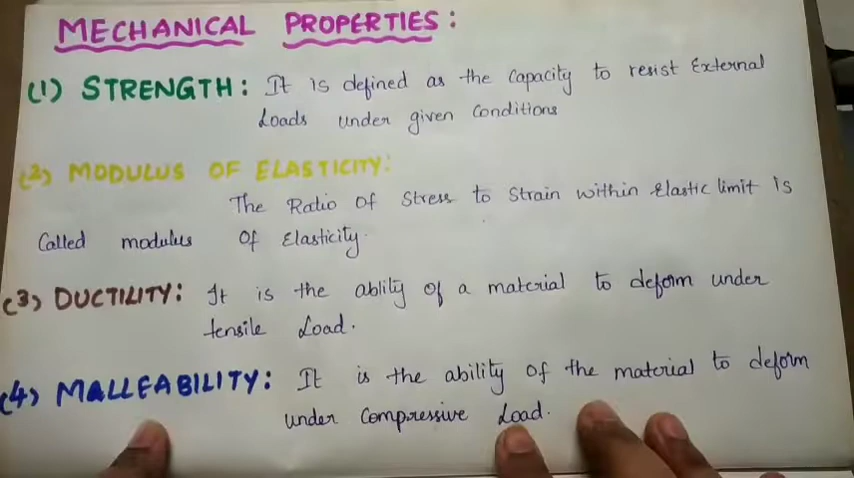 MECHANICAL PROPERTIES:
(1) STRENGTH: It is defined as the Capacity to resist External
Loads under given Conditions
(2) MODULUS OF ELASTICITY:
The Ratio Of Stress to Strain within Elastic limit is
Called modulus Of Elasticity.
(3) DUCTILITY: It is the ablity of a material to deform under
tensile Load.
(4) MALLEABILITY: It is the ability of the material to deform
under Compressive Load.